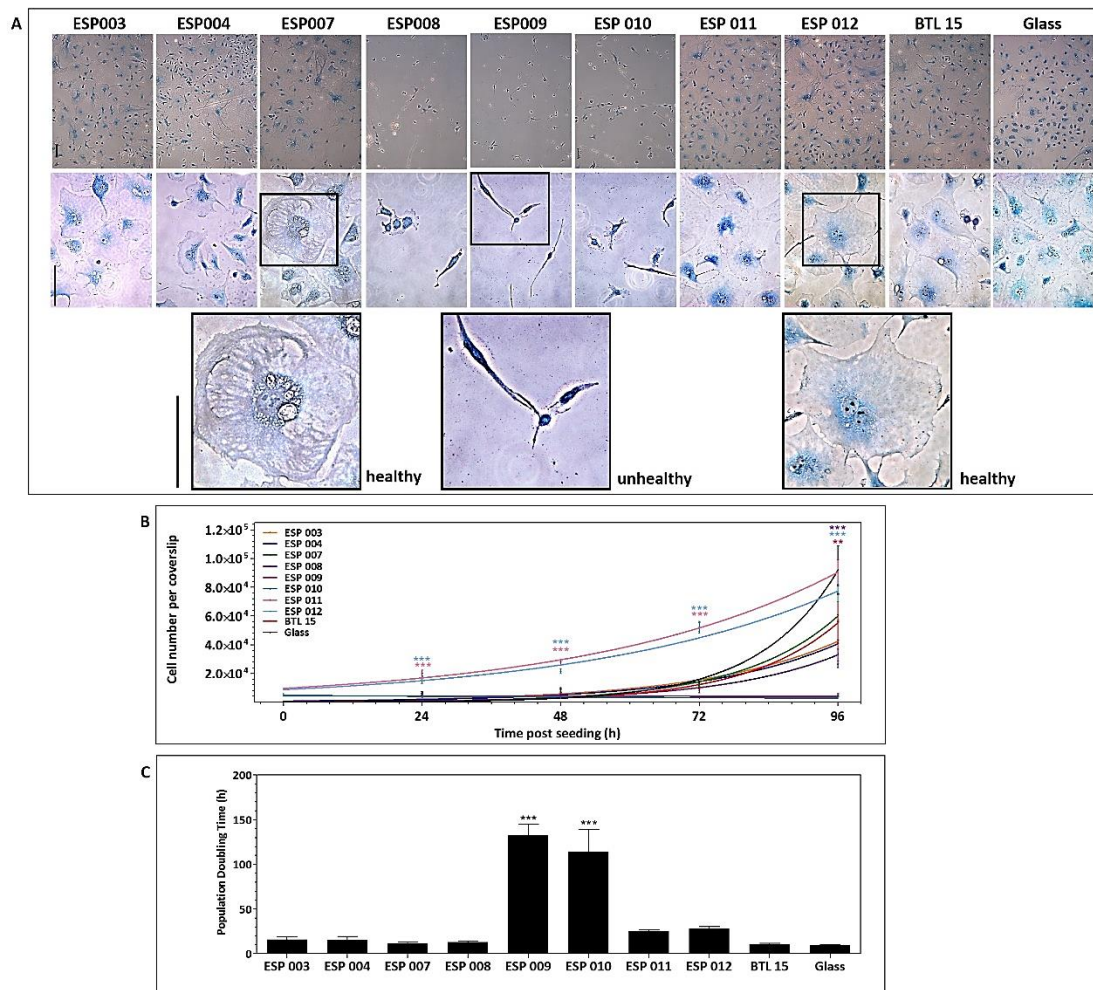 A
ESP003 ESP004 ESP007 ESP008 ESP009 ESP 010 ESP 011 ESP 012 BTL 15 Glass
healthy unhealthy healthy
B
Cell number per coverslip
1.2×10⁵
1.0×10⁵
8.0×10⁴
6.0×10⁴
4.0×10⁴
2.0×10⁴
ESP 003
ESP 004
ESP 007
ESP 008
ESP 009
ESP 010
ESP 011
ESP 012
BTL 15
Glass
***
***
***
***
***
***
***
***
**
0 24 48 72 96
Time post seeding (h)
C
Population Doubling Time (h)
200
150
100
50
0
*** ***
ESP 003 ESP 004 ESP 007 ESP 008 ESP 009 ESP 010 ESP 011 ESP 012 BTL 15 Glass